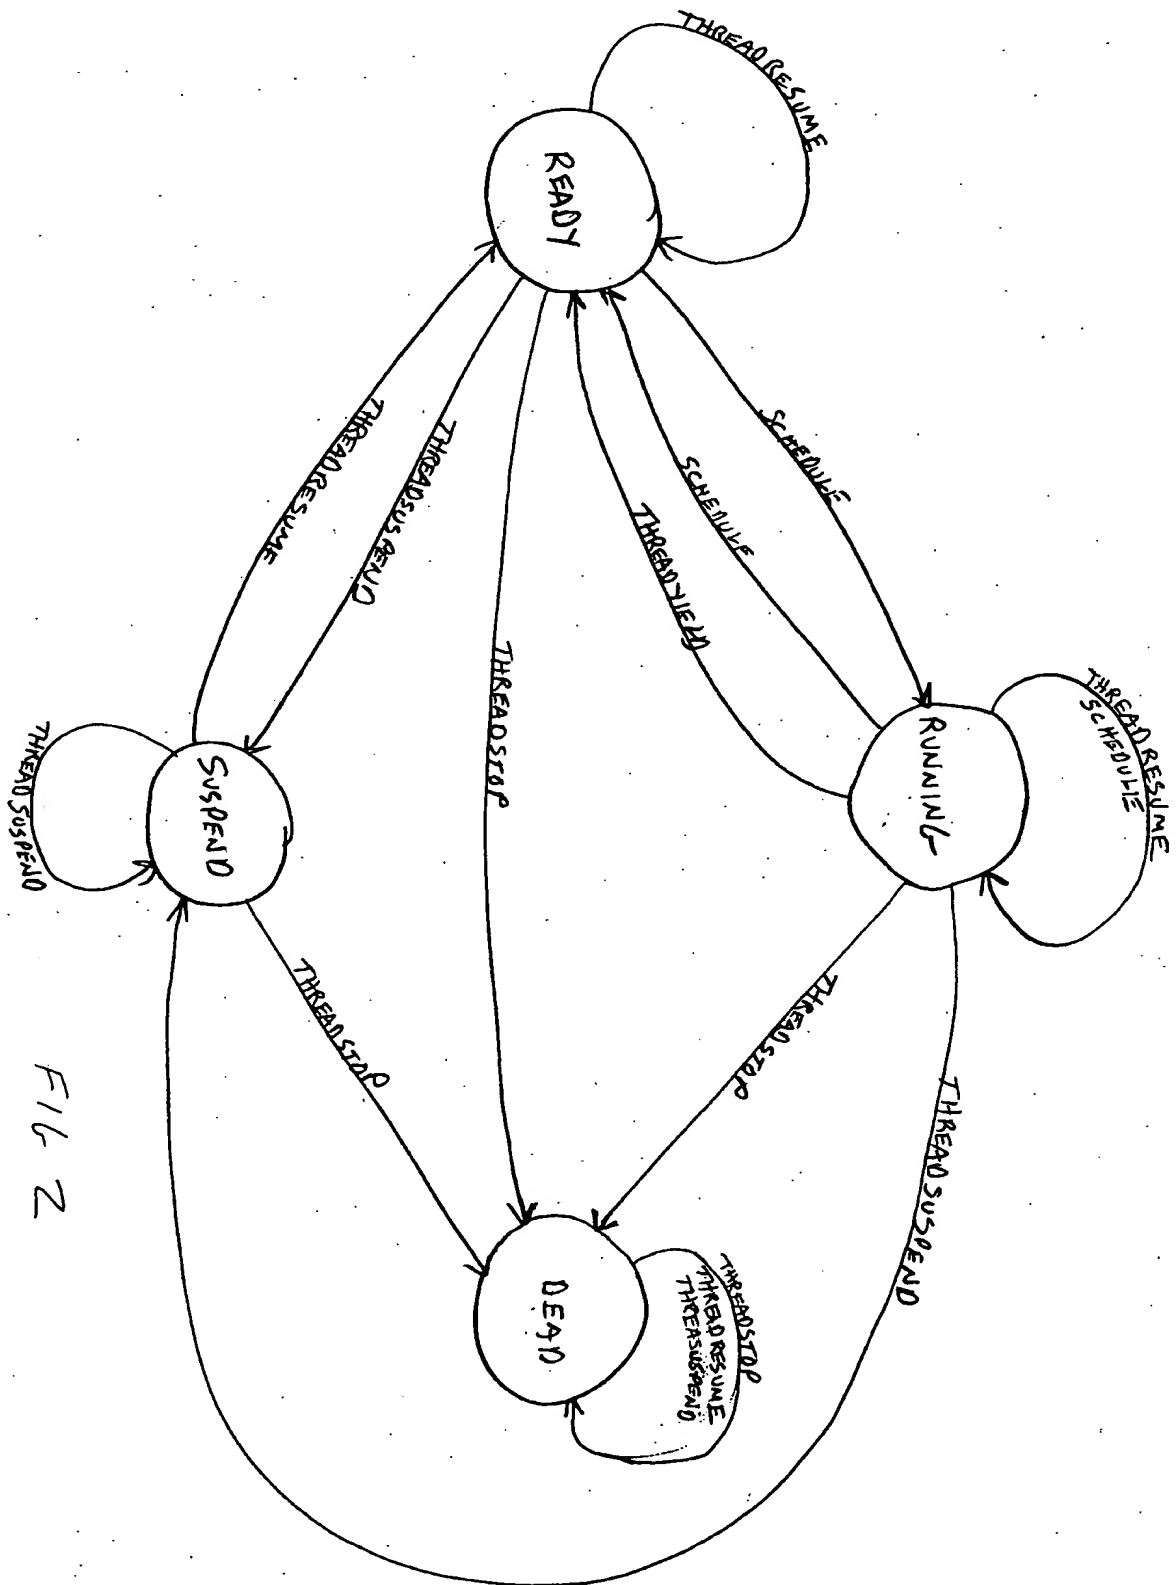 THREADRESUME
SCHEDULE
THREADSUSPEND
RUNNING
THREADRESUME
SCHEDULE
SCHEDULE
THREADYIELD
THREADSTOP
THREADSTOP
THREADRESUME
THREASUSPEND
READY
DEAD
THREADSTOP
THREADSUSPEND
THREADRESUME
THREADSTOP
SUSPEND
THREADSUSPEND
FIG 2